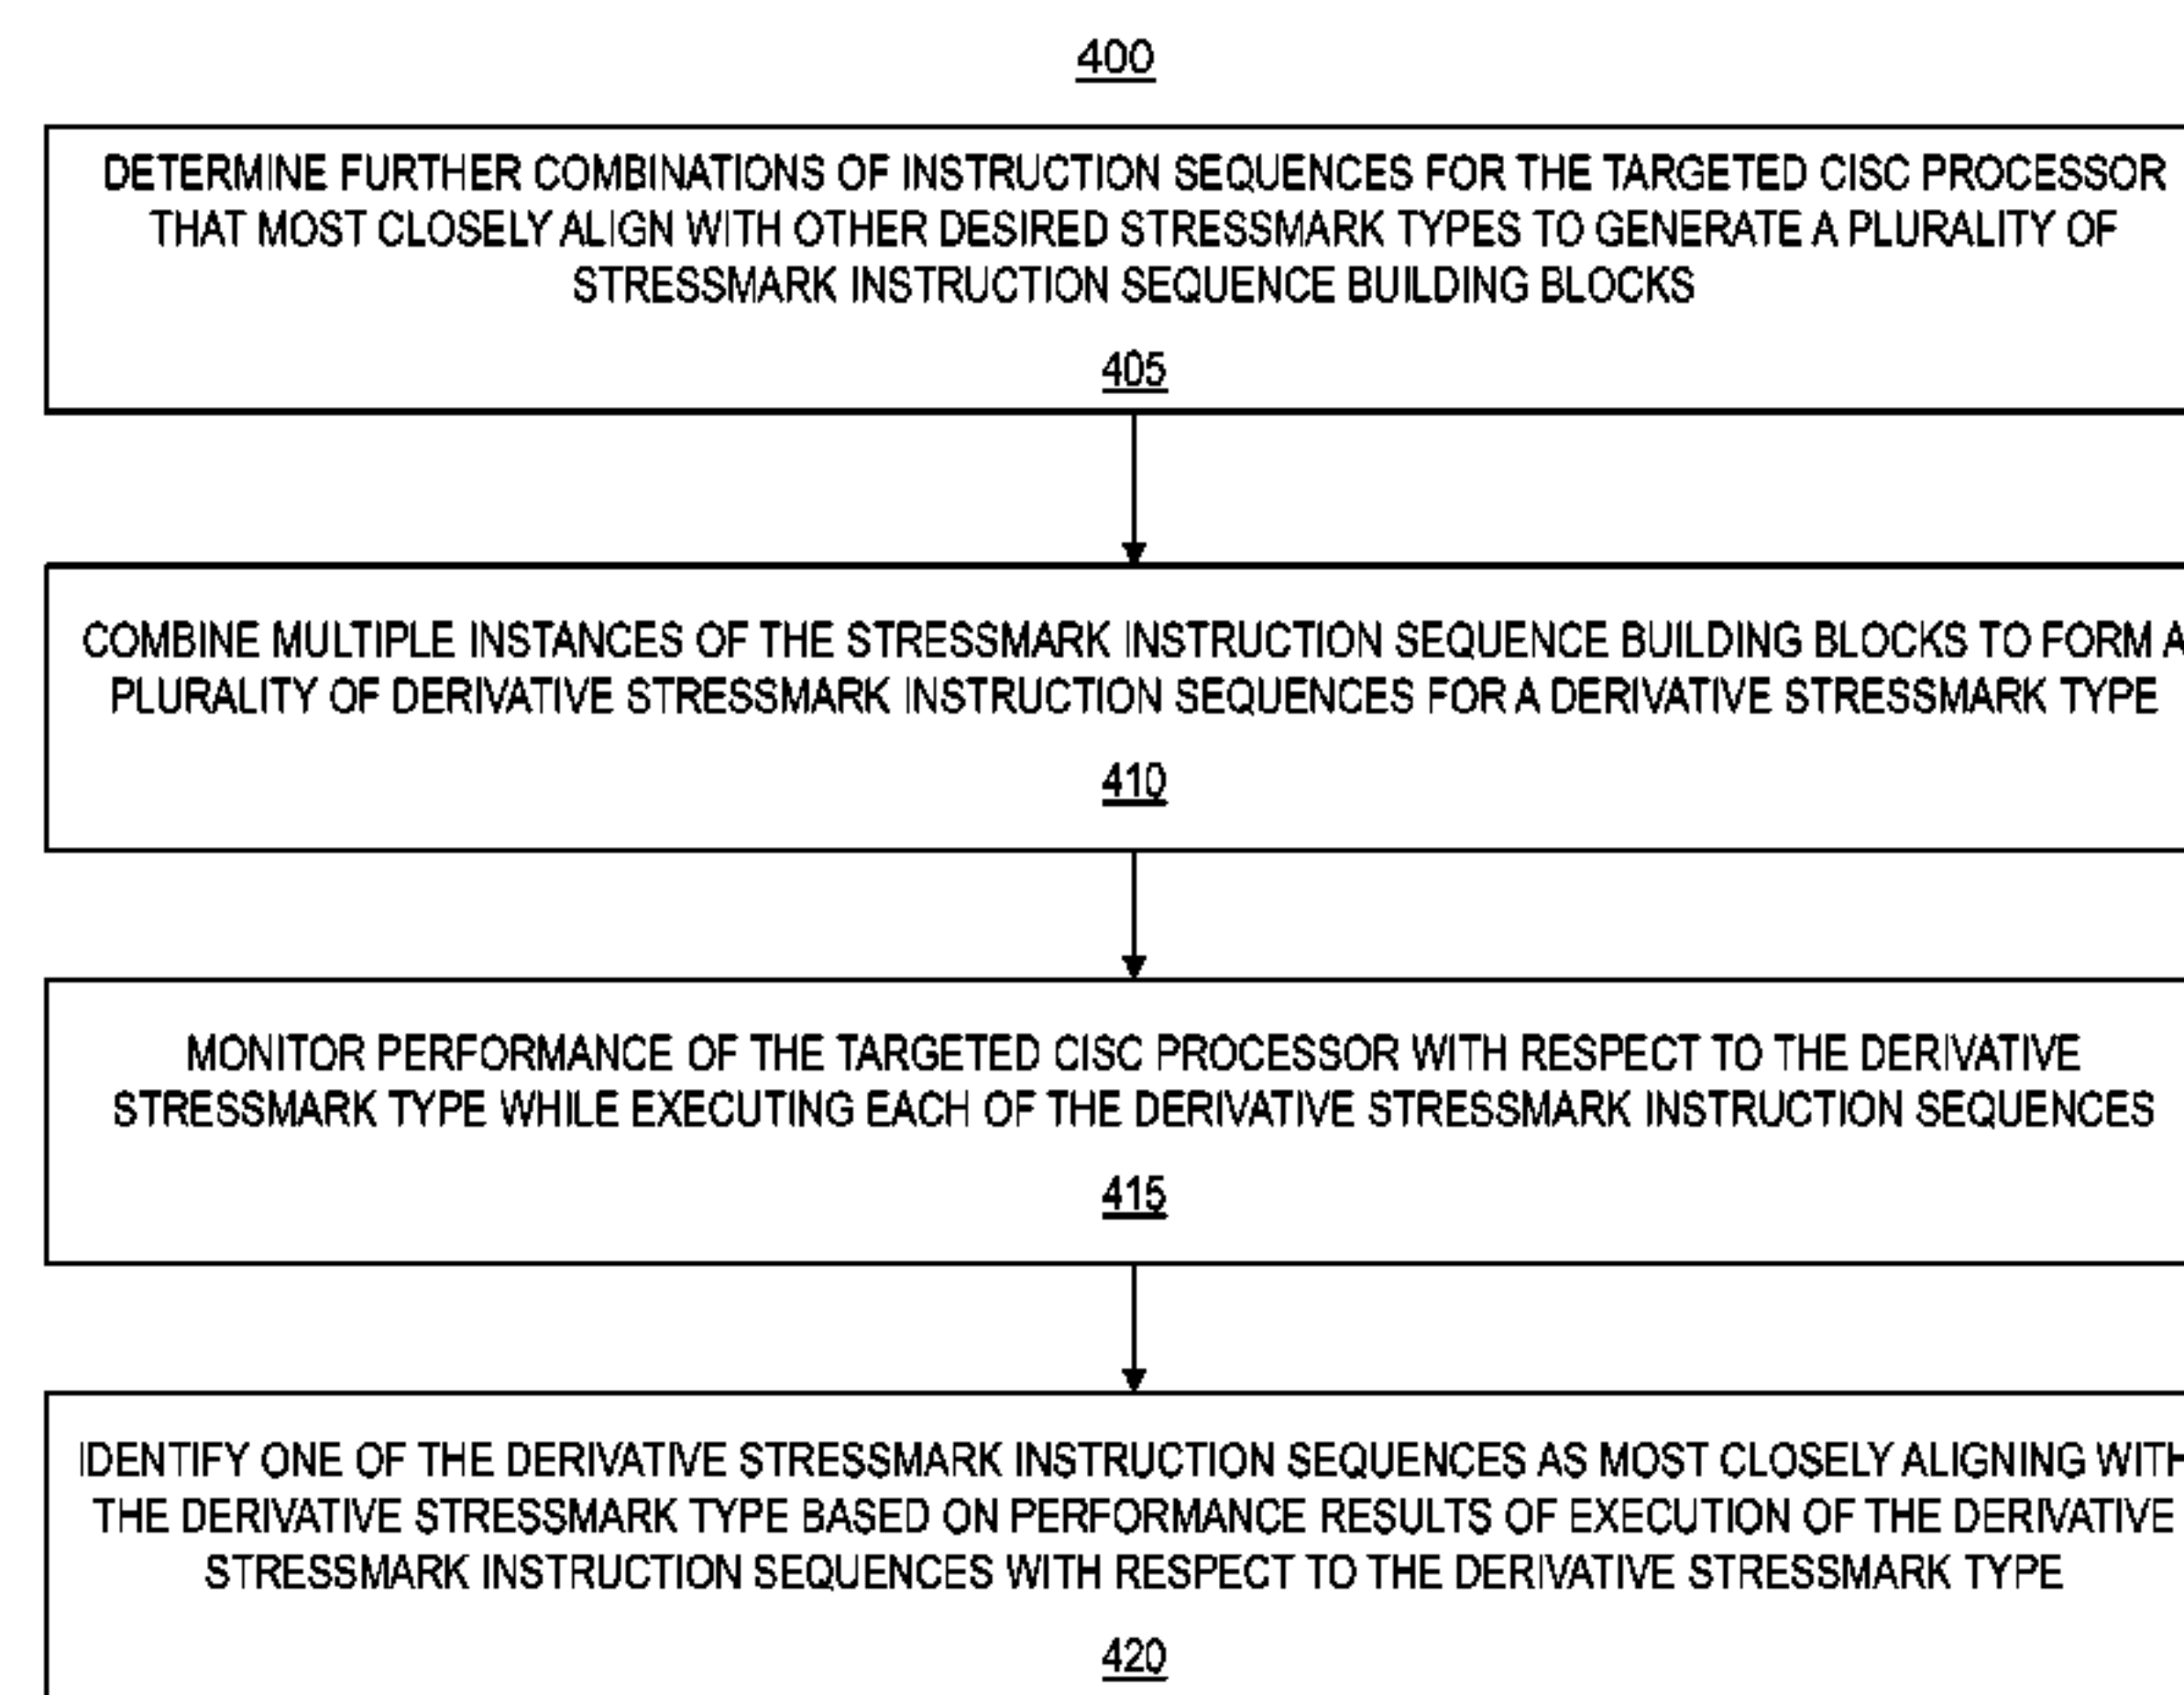 400
DETERMINE FURTHER COMBINATIONS OF INSTRUCTION SEQUENCES FOR THE TARGETED CISC PROCESSOR
THAT MOST CLOSELY ALIGN WITH OTHER DESIRED STRESSMARK TYPES TO GENERATE A PLURALITY OF
STRESSMARK INSTRUCTION SEQUENCE BUILDING BLOCKS
405
COMBINE MULTIPLE INSTANCES OF THE STRESSMARK INSTRUCTION SEQUENCE BUILDING BLOCKS TO FORM A
PLURALITY OF DERIVATIVE STRESSMARK INSTRUCTION SEQUENCES FOR A DERIVATIVE STRESSMARK TYPE
410
MONITOR PERFORMANCE OF THE TARGETED CISC PROCESSOR WITH RESPECT TO THE DERIVATIVE
STRESSMARK TYPE WHILE EXECUTING EACH OF THE DERIVATIVE STRESSMARK INSTRUCTION SEQUENCES
415
IDENTIFY ONE OF THE DERIVATIVE STRESSMARK INSTRUCTION SEQUENCES AS MOST CLOSELY ALIGNING WITH
THE DERIVATIVE STRESSMARK TYPE BASED ON PERFORMANCE RESULTS OF EXECUTION OF THE DERIVATIVE
STRESSMARK INSTRUCTION SEQUENCES WITH RESPECT TO THE DERIVATIVE STRESSMARK TYPE
420